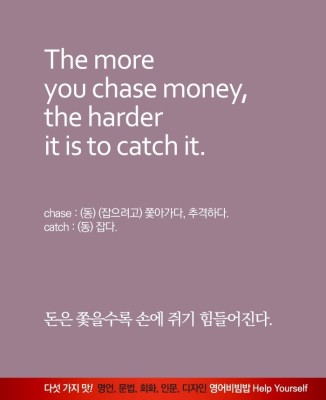 The more
you chase money,
the harder
it is to catch it.
chase : (동) (잡으려고) 쫓아가다, 추격하다.
catch : (동) 잡다.
돈은 쫓을수록 손에 쥐기 힘들어진다.
다섯 가지 맛! 명언, 문법, 회화, 인문, 디자인 영어비빔밥 Help Yourself